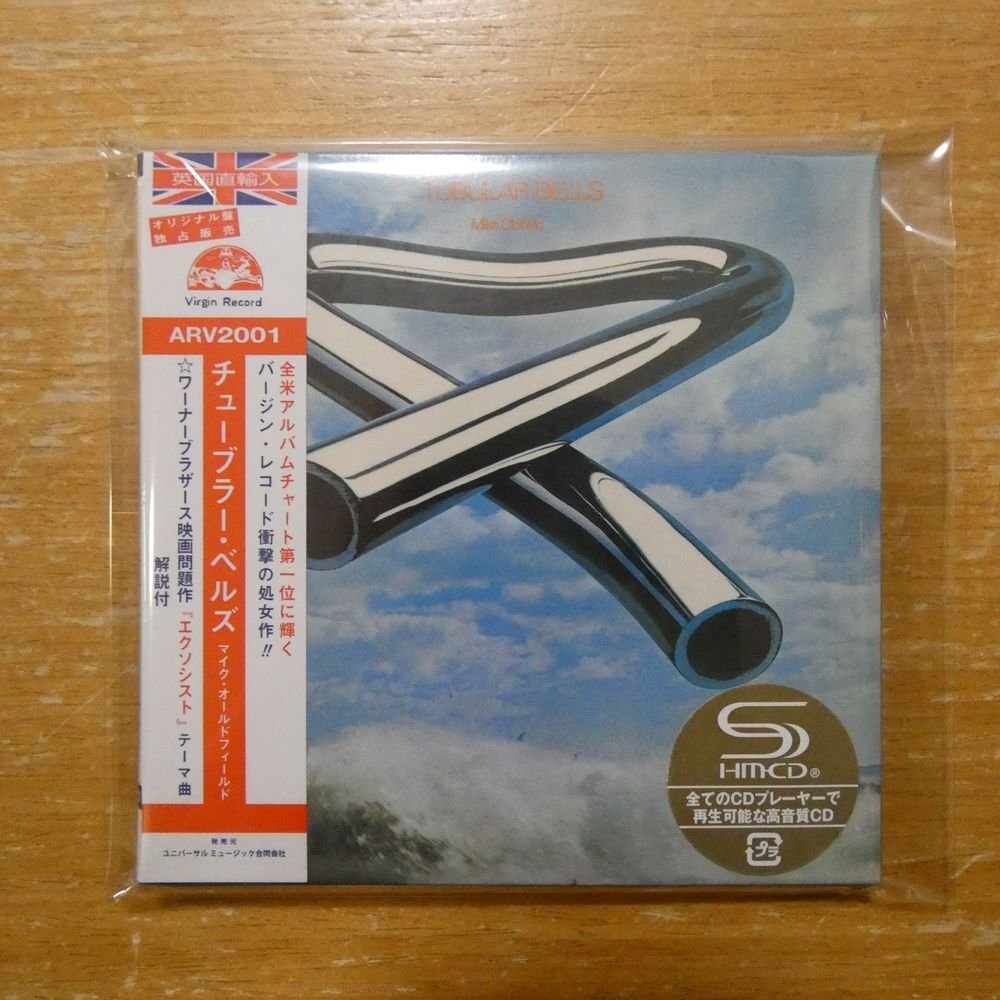 英国直輸入
オリジナル盤
独占販売
Virgin Record
ARV2001
全米アルバムチャート第一位に輝く
バージン・レコード衝撃の処女作!!
チューブラー・ベルズ マイク・オールドフィールド
☆ワーナーブラザース映画問題作『エクソシスト』テーマ曲
解説付
発売元
ユニバーサル ミュージック合同会社
TUBULAR BELLS
Mike Oldfield
SHM-CD®
全てのCDプレーヤーで
再生可能な高音質CD
プラ